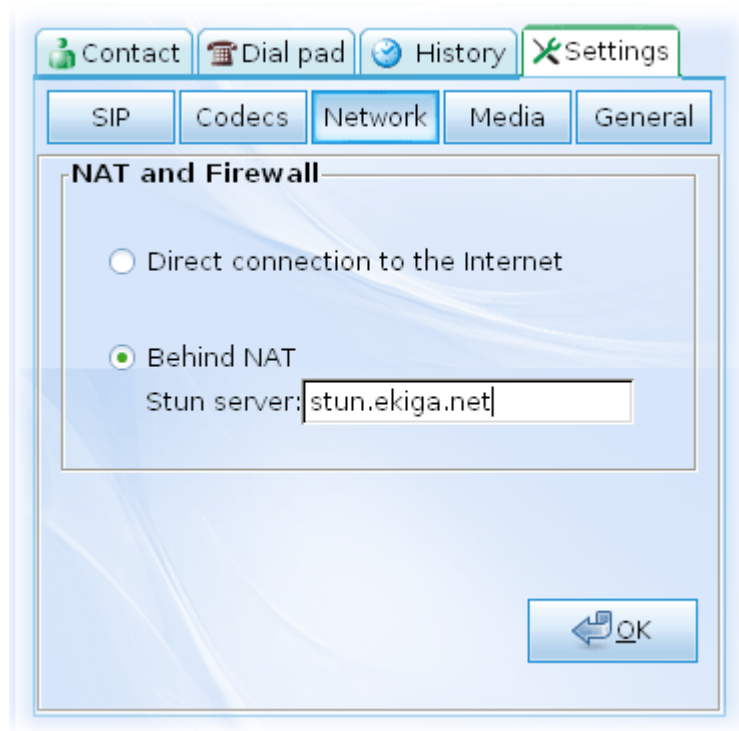 Contact Dial pad History Settings
SIP Codecs Network Media General
NAT and Firewall
Direct connection to the Internet
Behind NAT
Stun server: stun.ekiga.net
OK